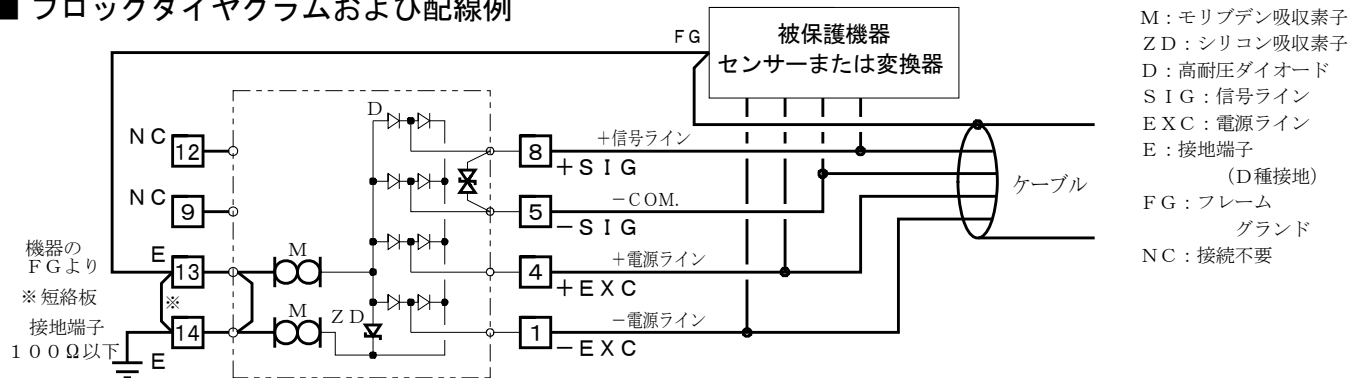 ■ ブロックダイヤグラムおよび配線例
FG
被保護機器
センサーまたは変換器
M：モリブデン吸収素子
ZD：シリコン吸収素子
D：高耐圧ダイオード
SIG：信号ライン
EXC：電源ライン
E：接地端子
（D種接地）
FG：フレーム
グランド
NC：接続不要
D
NC
12
8
+信号ライン
+SIG
ケーブル
NC
9
5
−COM.
−SIG
機器の
FGより
E
13
M
4
+電源ライン
+EXC
※短絡板
※
接地端子
100Ω以下
14
E
M
ZD
1
−電源ライン
−EXC